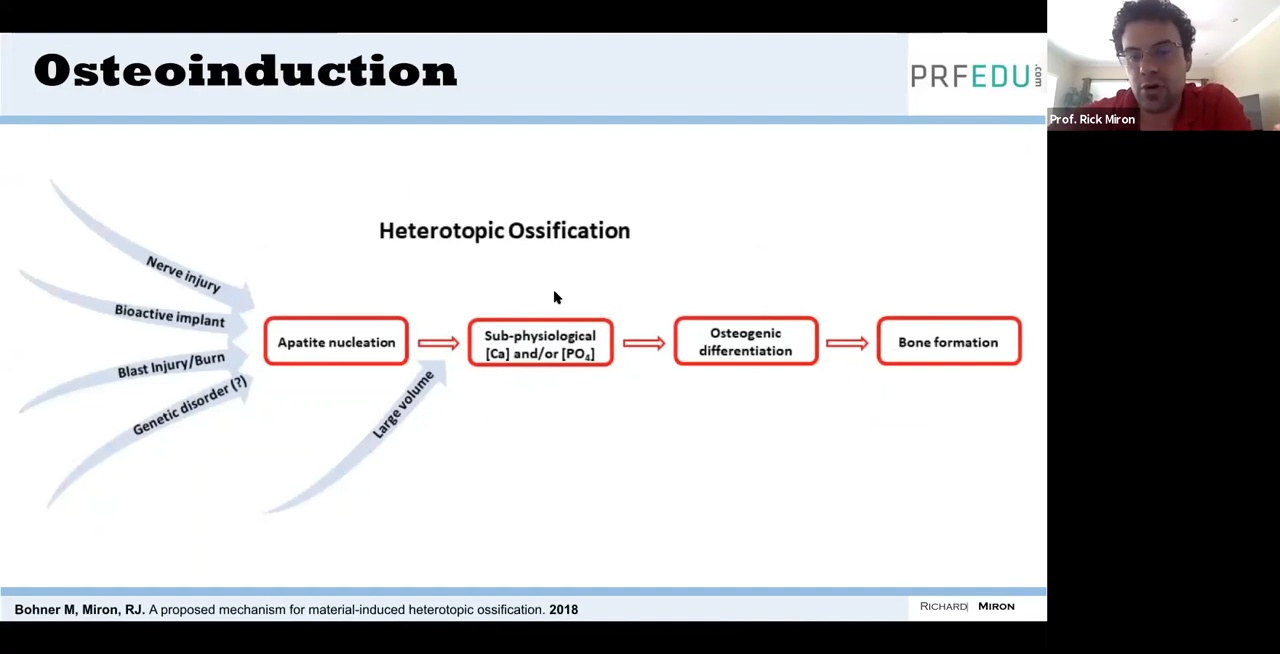 Osteoinduction
PRFEDU
.com
Prof. Rick Miron
Heterotopic Ossification
Nerve injury
Bioactive implant
Blast Injury/Burn
Genetic disorder (?)
Large volume
Apatite nucleation
Sub-physiological
[Ca] and/or [PO₄]
Osteogenic
differentiation
Bone formation
Bohner M, Miron, RJ. A proposed mechanism for material-induced heterotopic ossification. 2018
RICHARD| MIRON